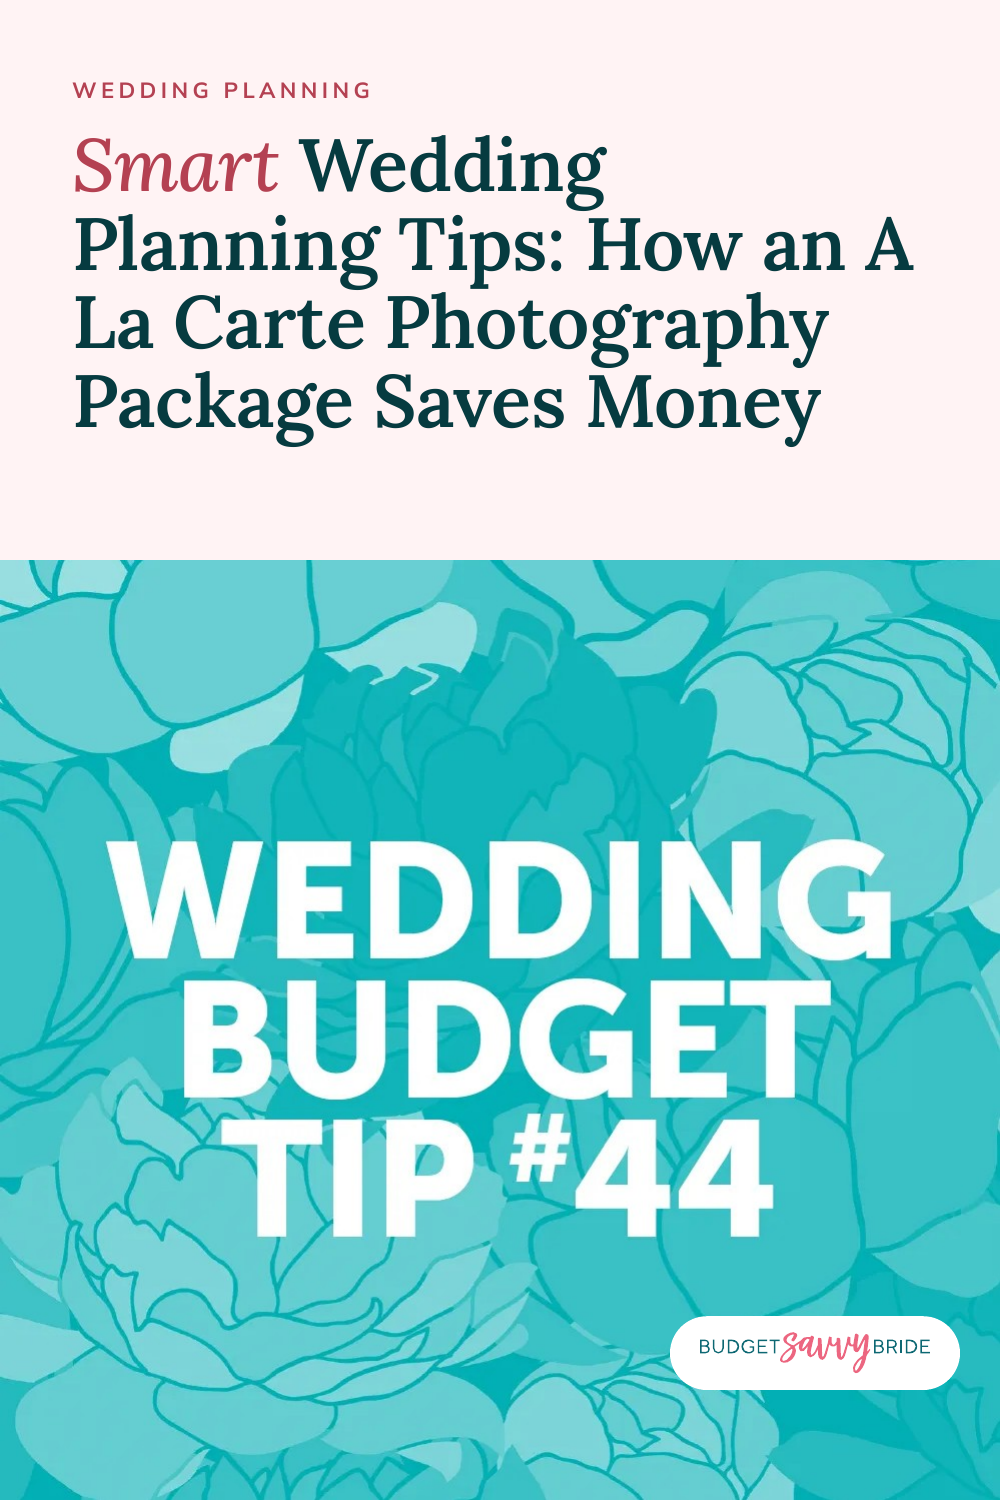 WEDDING PLANNING
Smart Wedding
Planning Tips: How an A
La Carte Photography
Package Saves Money
WEDDING
BUDGET
TIP #44
BUDGET savvy BRIDE